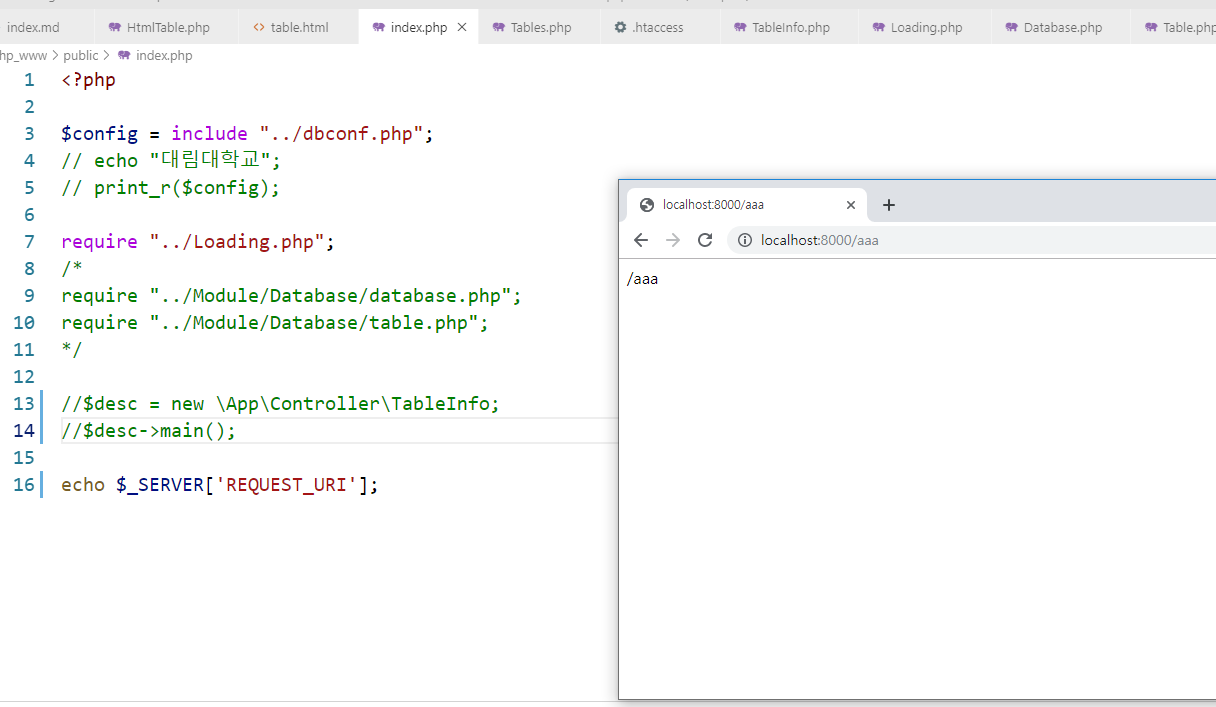 index.md HtmlTable.php table.html index.php Tables.php .htaccess TableInfo.php Loading.php Database.php Table.php
hp_www > public > index.php
1 <?php
2
3 $config = include "../dbconf.php";
4 // echo "대림대학교";
5 // print_r($config);
6
7 require "../Loading.php";
8 /*
9 require "../Module/Database/database.php";
10 require "../Module/Database/table.php";
11 */
12
13 //$desc = new \App\Controller\TableInfo;
14 //$desc->main();
15
16 echo $_SERVER['REQUEST_URI'];
localhost:8000/aaa
localhost:8000/aaa
/aaa